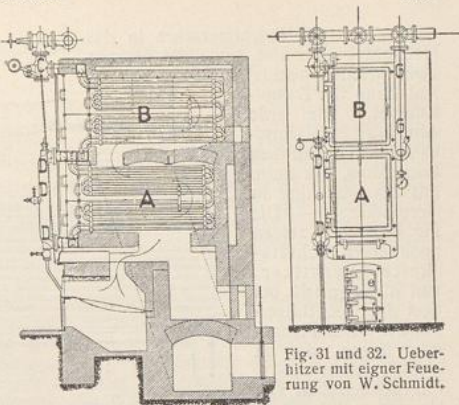 B
A
B
A
Fig. 31 und 32. Ueber-
hitzer mit eigner Feue-
rung von W. Schmidt.